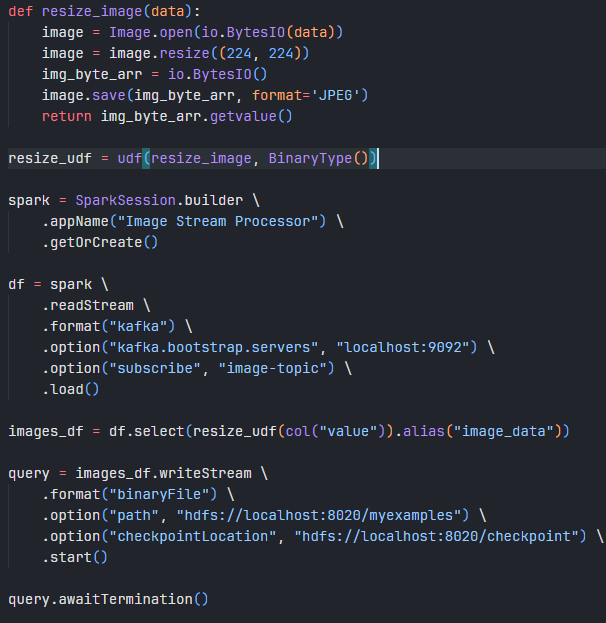 def resize_image(data):
    image = Image.open(io.BytesIO(data))
    image = image.resize((224, 224))
    img_byte_arr = io.BytesIO()
    image.save(img_byte_arr, format='JPEG')
    return img_byte_arr.getvalue()

resize_udf = udf(resize_image, BinaryType())

spark = SparkSession.builder \
    .appName("Image Stream Processor") \
    .getOrCreate()

df = spark \
    .readStream \
    .format("kafka") \
    .option("kafka.bootstrap.servers", "localhost:9092") \
    .option("subscribe", "image-topic") \
    .load()

images_df = df.select(resize_udf(col("value")).alias("image_data"))

query = images_df.writeStream \
    .format("binaryFile") \
    .option("path", "hdfs://localhost:8020/myexamples") \
    .option("checkpointLocation", "hdfs://localhost:8020/checkpoint") \
    .start()

query.awaitTermination()